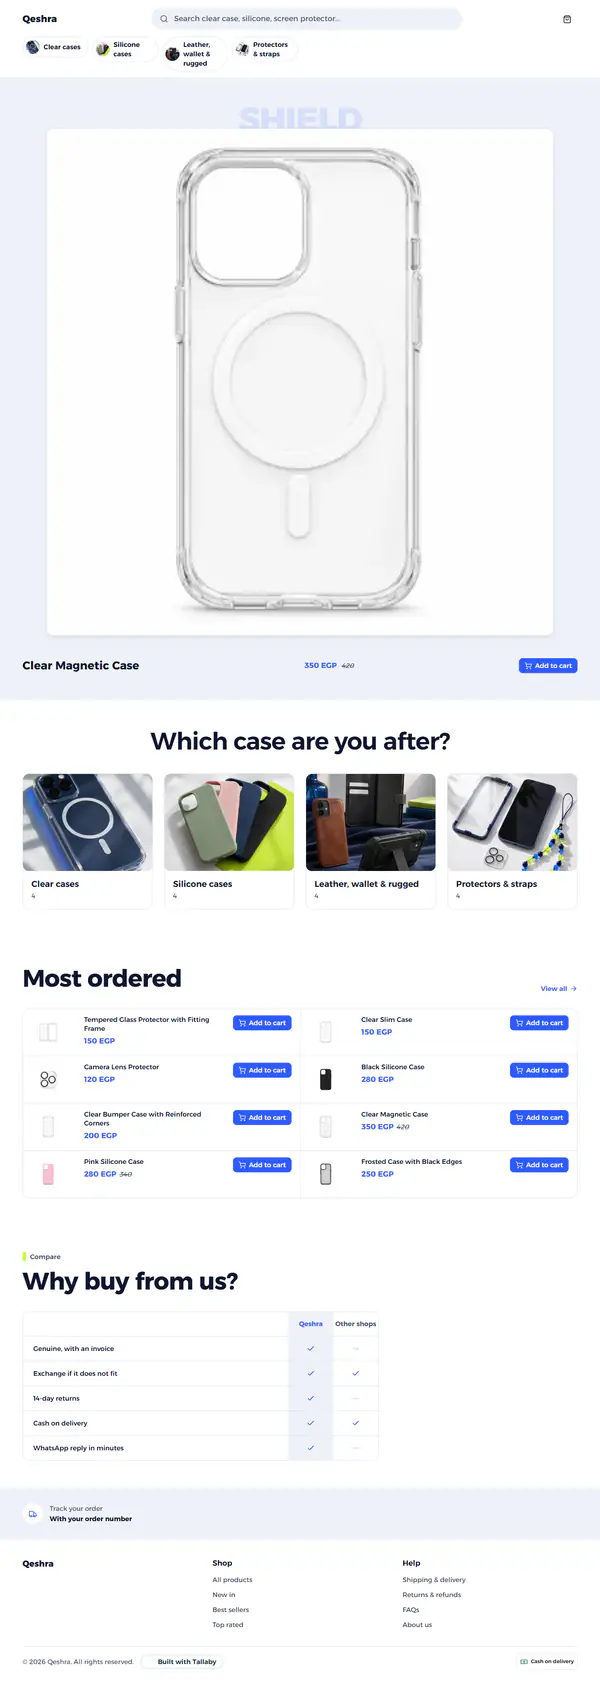 Qeshra
Search clear case, silicone, screen protector...
Clear cases
Silicone
cases
Leather,
wallet &
rugged
Protectors
& straps
SHIELD
Clear Magnetic Case
350 EGP 420
Add to cart
Which case are you after?
Clear cases
4
Silicone cases
4
Leather, wallet & rugged
4
Protectors & straps
4
Most ordered
View all →
Tempered Glass Protector with Fitting
Frame
150 EGP
Add to cart
Clear Slim Case
150 EGP
Add to cart
Camera Lens Protector
120 EGP
Add to cart
Black Silicone Case
280 EGP
Add to cart
Clear Bumper Case with Reinforced
Corners
200 EGP
Add to cart
Clear Magnetic Case
350 EGP 420
Add to cart
Pink Silicone Case
280 EGP 340
Add to cart
Frosted Case with Black Edges
250 EGP
Add to cart
Compare
Why buy from us?
Qeshra Other shops
Genuine, with an invoice
Exchange if it does not fit
14-day returns
Cash on delivery
WhatsApp reply in minutes
Track your order
With your order number
Qeshra
Shop
All products
New in
Best sellers
Top rated
Help
Shipping & delivery
Returns & refunds
FAQs
About us
© 2026 Qeshra. All rights reserved.
Built with Tallaby
Cash on delivery